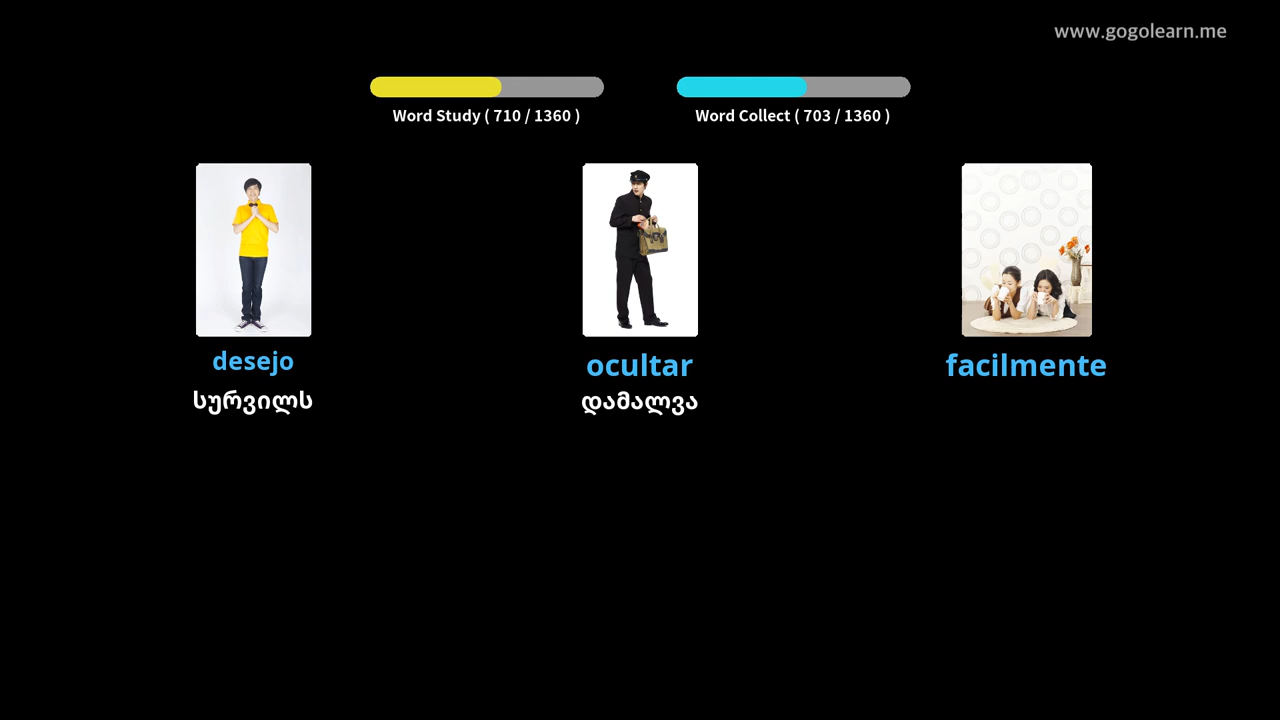 www.gogolearn.me
Word Study ( 710 / 1360 )
Word Collect ( 703 / 1360 )
desejo
ocultar
facilmente
სურვილს
დამალვა